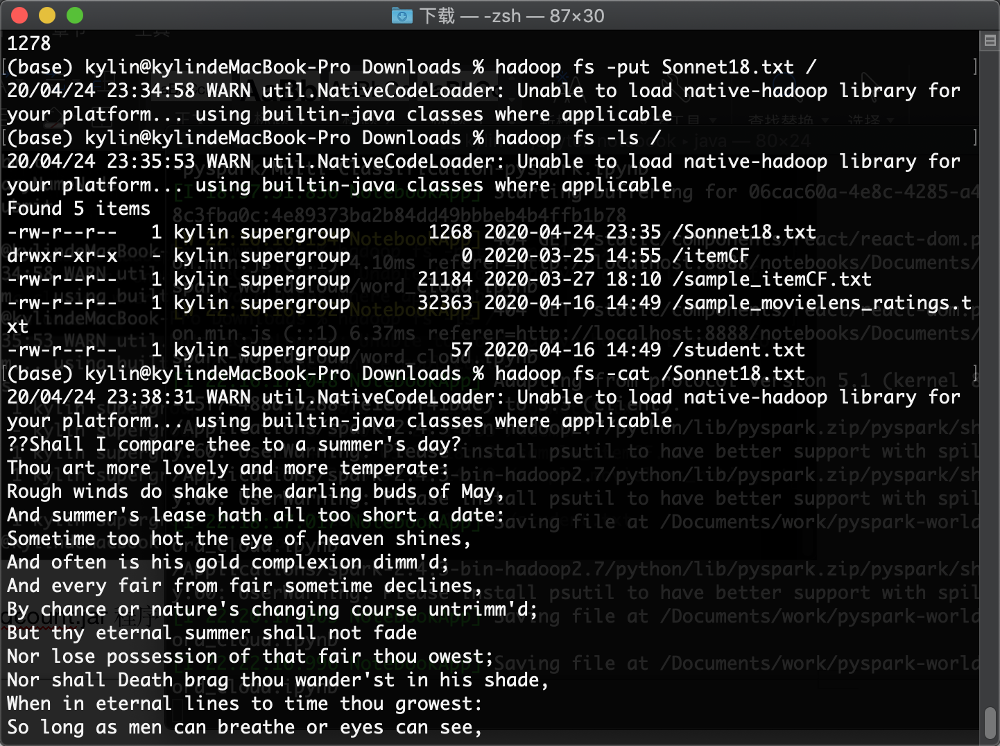 下载 — -zsh — 87×30
1278
(base) kylin@kylindeMacBook-Pro Downloads % hadoop fs -put Sonnet18.txt /
20/04/24 23:34:58 WARN util.NativeCodeLoader: Unable to load native-hadoop library for
your platform... using builtin-java classes where applicable
(base) kylin@kylindeMacBook-Pro Downloads % hadoop fs -ls /
20/04/24 23:35:53 WARN util.NativeCodeLoader: Unable to load native-hadoop library for
your platform... using builtin-java classes where applicable
Found 5 items
-rw-r--r--   1 kylin supergroup       1268 2020-04-24 23:35 /Sonnet18.txt
drwxr-xr-x   - kylin supergroup          0 2020-03-25 14:55 /itemCF
-rw-r--r--   1 kylin supergroup      21184 2020-03-27 18:10 /sample_itemCF.txt
-rw-r--r--   1 kylin supergroup      32363 2020-04-16 14:49 /sample_movielens_ratings.t
xt
-rw-r--r--   1 kylin supergroup         57 2020-04-16 14:49 /student.txt
(base) kylin@kylindeMacBook-Pro Downloads % hadoop fs -cat /Sonnet18.txt
20/04/24 23:38:31 WARN util.NativeCodeLoader: Unable to load native-hadoop library for
your platform... using builtin-java classes where applicable
??Shall I compare thee to a summer's day?
Thou art more lovely and more temperate:
Rough winds do shake the darling buds of May,
And summer's lease hath all too short a date:
Sometime too hot the eye of heaven shines,
And often is his gold complexion dimm'd;
And every fair from fair sometime declines,
By chance or nature's changing course untrimm'd;
But thy eternal summer shall not fade
Nor lose possession of that fair thou owest;
Nor shall Death brag thou wander'st in his shade,
When in eternal lines to time thou growest:
So long as men can breathe or eyes can see,